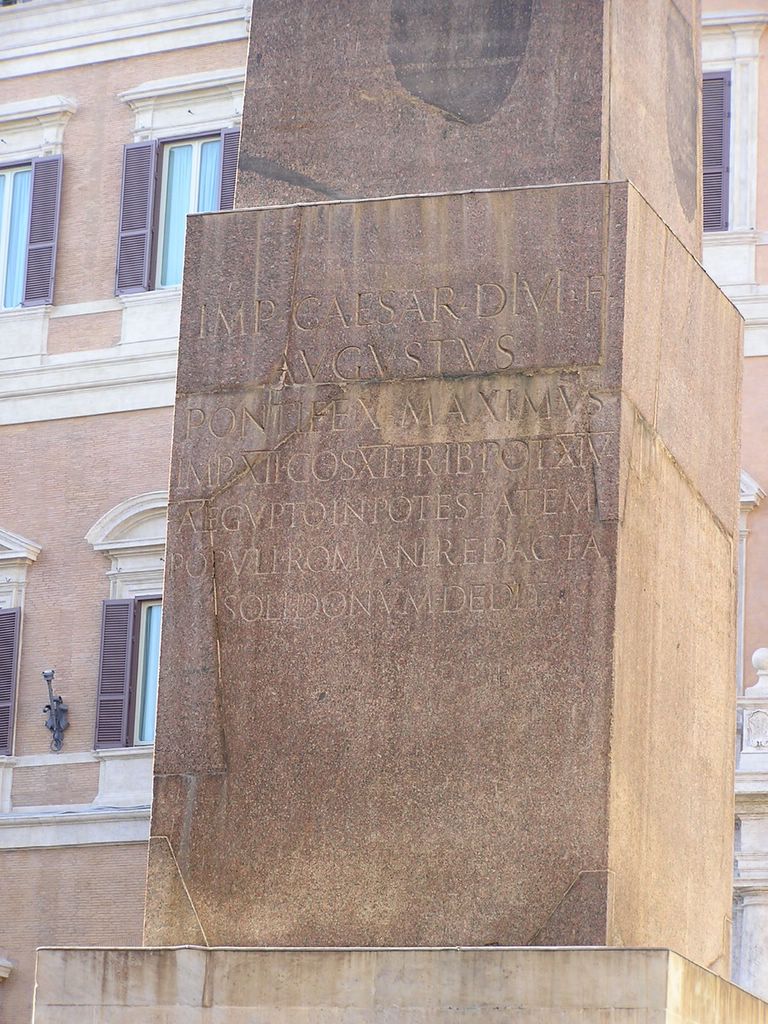 IMP·CAESAR·DIVI·F·
AVGVSTVS
PONTIFEX MAXIMVS
IMP·XII·COS·XI·TRIB·POT·XIV
AEGVPTO·IN·POTESTATEM
POPVLI·ROMANI·REDACTA
SOLI·DONVM·DEDIT